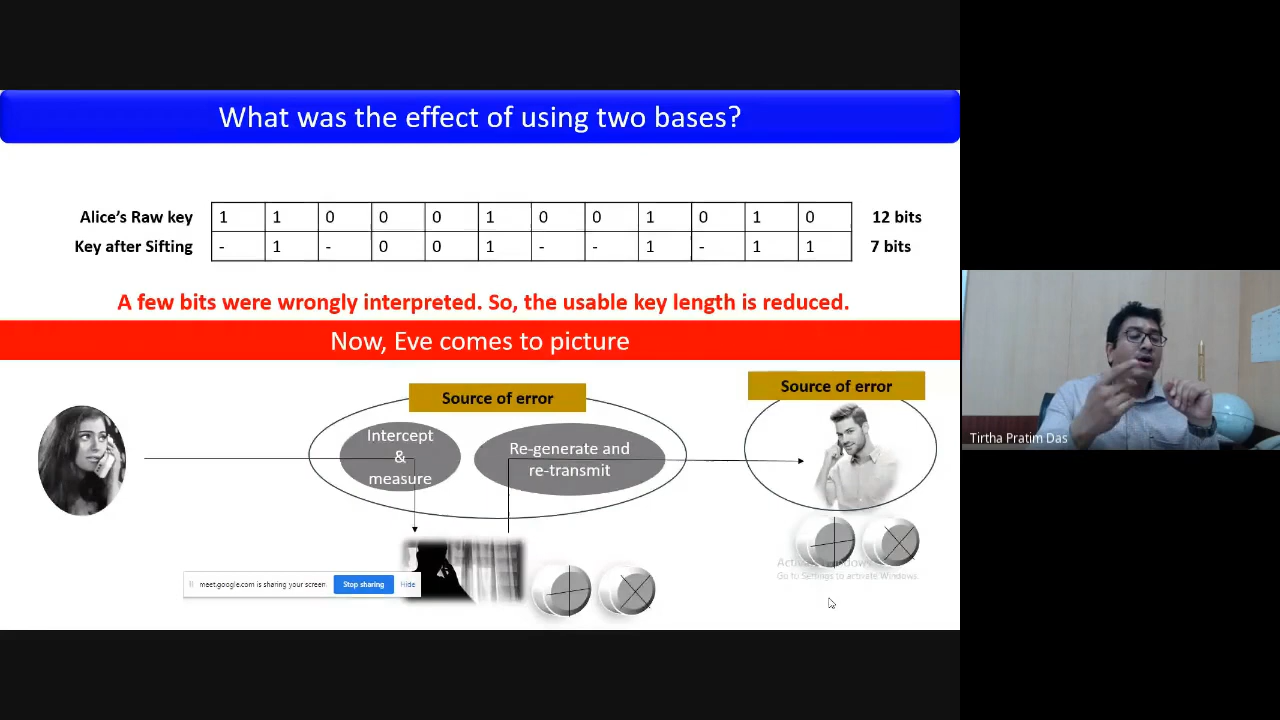 What was the effect of using two bases?
Alice's Raw key 1 1 0 0 0 1 0 0 1 0 1 0 12 bits
Key after Sifting - 1 - 0 0 1 - - 1 - 1 1 7 bits
A few bits were wrongly interpreted. So, the usable key length is reduced.
Now, Eve comes to picture
Source of error
Source of error
Intercept
&
measure
Re-generate and
re-transmit
Tirtha Pratim Das
Go to Settings to activate Windows.
meet.google.com is sharing your screen. Stop sharing Hide